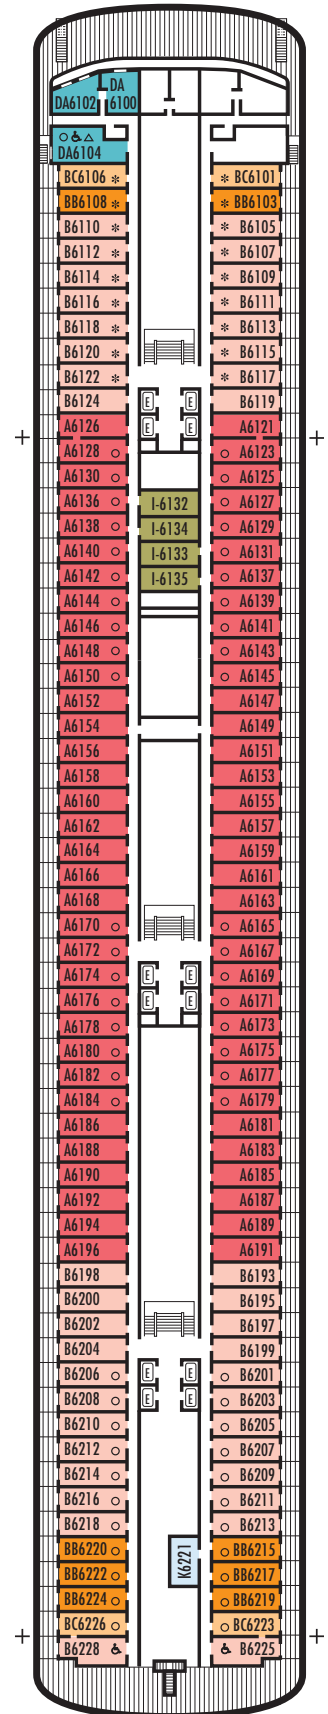 DA6102
DA
6100
DA6104
BC6106 ✻
✻ BC6101
BB6108 ✻
✻ BB6103
B6110 ✻
✻ B6105
B6112 ✻
✻ B6107
B6114 ✻
✻ B6109
B6116 ✻
✻ B6111
B6118 ✻
✻ B6113
B6120 ✻
✻ B6115
B6122 ✻
✻ B6117
B6124
E E
B6119
A6126
E E
A6121
A6128
A6123
A6130
A6125
A6136
I-6132
A6127
A6138
I-6134
A6129
A6140
I-6133
A6131
A6142
I-6135
A6137
A6144
A6139
A6146
A6141
A6148
A6143
A6150
A6145
A6152
A6147
A6154
A6149
A6156
A6151
A6158
A6153
A6160
A6155
A6162
A6157
A6164
A6159
A6166
A6161
A6168
A6163
A6170
A6165
A6172
A6167
A6174
E E
A6169
A6176
E E
A6171
A6178
A6173
A6180
A6175
A6182
A6177
A6184
A6179
A6186
A6181
A6188
A6183
A6190
A6185
A6192
A6187
A6194
A6189
A6196
A6191
B6198
B6193
B6200
B6195
B6202
B6197
B6204
B6199
B6206
E E
B6201
B6208
E E
B6203
B6210
B6205
B6212
B6207
B6214
B6209
B6216
B6211
B6218
B6213
BB6220
BB6215
BB6222
K6221
BB6217
BB6224
BB6219
BC6226
BC6223
B6228
B6225